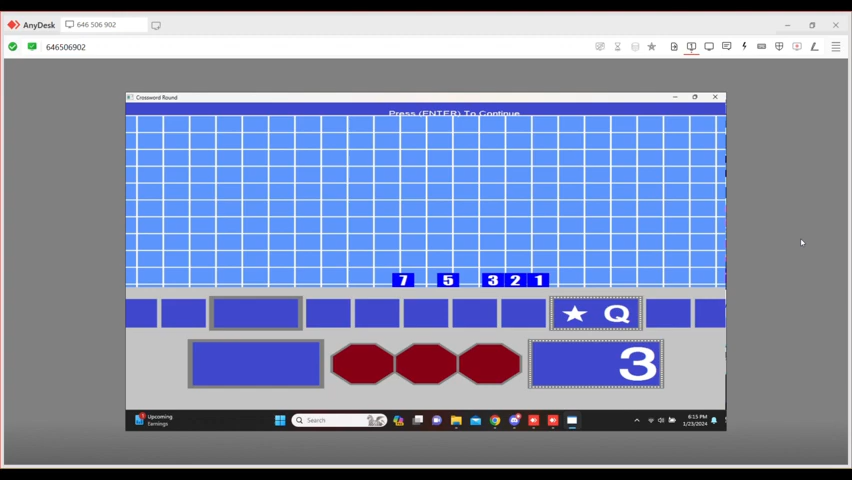 AnyDesk
646 506 902
646506902
Crossword Round
Press (ENTER) To Continue
7 5 3 2 1
Q
3
Upcoming
Earnings
Search
6:15 PM
1/23/2024